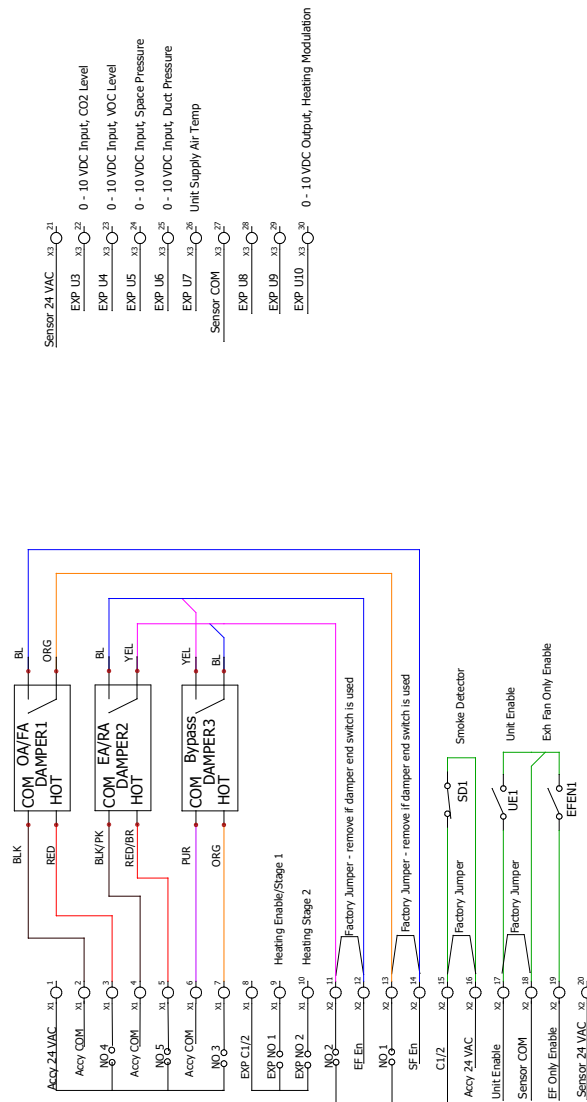 Sensor 24 VAC X3 21
EXP U3 X3 22 0 - 10 VDC Input, CO2 Level
EXP U4 X3 23 0 - 10 VDC Input, VOC Level
EXP U5 X3 24 0 - 10 VDC Input, Space Pressure
EXP U6 X3 25 0 - 10 VDC Input, Duct Pressure
EXP U7 X3 26 Unit Supply Air Temp
Sensor COM X3 27
EXP U8 X3 28
EXP U9 X3 29
EXP U10 X3 30 0 - 10 VDC Output, Heating Modulation
BLK COM OA/FA BL
DAMPER1
RED HOT ORG
BLK/PK COM EA/RA BL
DAMPER2
RED/BR HOT YEL
PUR COM Bypass YEL
DAMPER3
ORG HOT BL
Accy 24 VAC X1 1
Accy COM X1 2
NO 4 X1 3
Accy COM X1 4
NO 5 X1 5
Accy COM X1 6
NO 3 X1 7
EXP C1/2 X1 8
EXP NO 1 X1 9 Heating Enable/Stage 1
EXP NO 2 X1 10 Heating Stage 2
NO 2 X2 11
Factory Jumper - remove if damper end switch is used
EF En X2 12
NO 1 X2 13
Factory Jumper - remove if damper end switch is used
SF En X2 14
C1/2 X2 15
Factory Jumper SD1 Smoke Detector
Accy 24 VAC X2 16
Unit Enable X2 17 UE1 Unit Enable
Factory Jumper
Sensor COM X2 18
EF Only Enable X2 19 EFEN1 Exh Fan Only Enable
Sensor 24 VAC X2 20